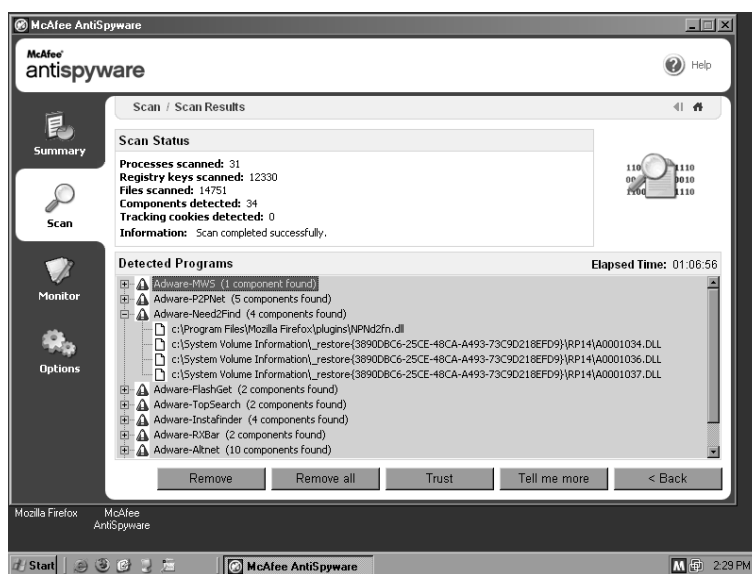 McAfee AntiSpyware
McAfee
antispyware
Help
Scan / Scan Results
Summary
Scan
Monitor
Options
Scan Status
Processes scanned: 31
Registry keys scanned: 12330
Files scanned: 14751
Components detected: 34
Tracking cookies detected: 0
Information: Scan completed successfully.
Detected Programs
Elapsed Time: 01:06:56
Adware-MWS (1 component found)
Adware-P2PNet (5 components found)
Adware-Need2Find (4 components found)
c:\Program Files\Mozilla Firefox\plugins\NPNd2fn.dll
c:\System Volume Information\_restore{3890DBC6-25CE-48CA-A493-73C9D218EFD9}\RP14\A0001034.DLL
c:\System Volume Information\_restore{3890DBC6-25CE-48CA-A493-73C9D218EFD9}\RP14\A0001036.DLL
c:\System Volume Information\_restore{3890DBC6-25CE-48CA-A493-73C9D218EFD9}\RP14\A0001037.DLL
Adware-FlashGet (2 components found)
Adware-TopSearch (2 components found)
Adware-Instafinder (4 components found)
Adware-RXBar (2 components found)
Adware-Altnet (10 components found)
Remove
Remove all
Trust
Tell me more
< Back
Mozilla Firefox
McAfee
AntiSpyware
Start
McAfee AntiSpyware
2:29 PM